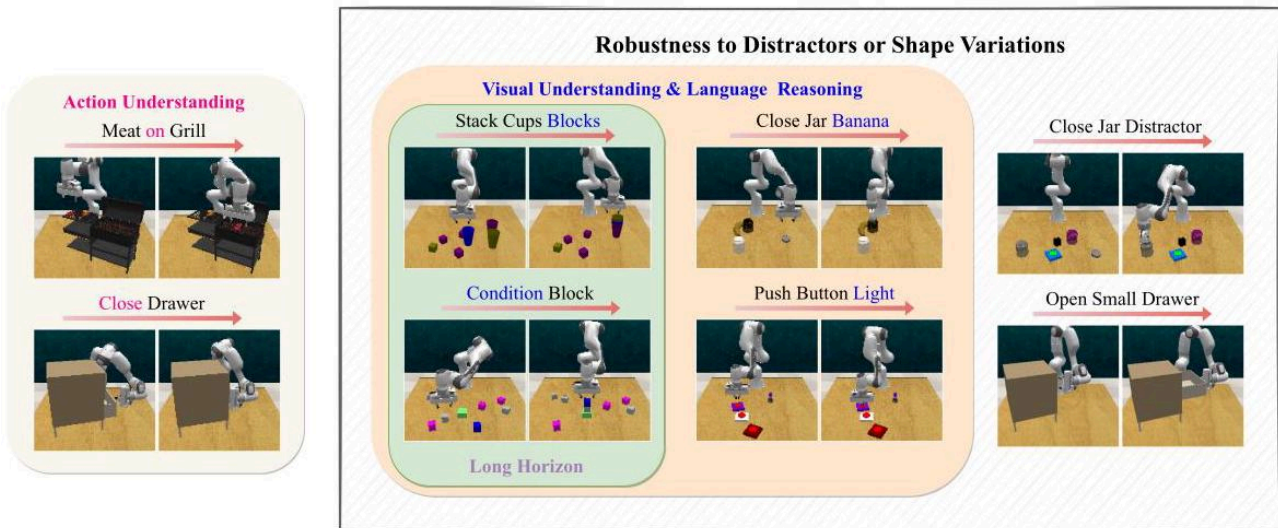 Robustness to Distractors or Shape Variations
Action Understanding
Meat on Grill
Close Drawer
Visual Understanding & Language Reasoning
Stack Cups Blocks
Close Jar Banana
Condition Block
Push Button Light
Long Horizon
Close Jar Distractor
Open Small Drawer